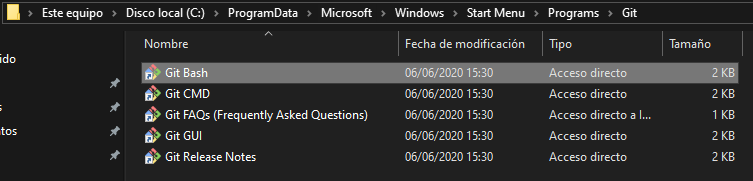 Este equipo > Disco local (C:) > ProgramData > Microsoft > Windows > Start Menu > Programs > Git
Nombre Fecha de modificación Tipo Tamaño
Git Bash 06/06/2020 15:30 Acceso directo 2 KB
Git CMD 06/06/2020 15:30 Acceso directo 2 KB
Git FAQs (Frequently Asked Questions) 06/06/2020 15:30 Acceso directo a I... 1 KB
Git GUI 06/06/2020 15:30 Acceso directo 2 KB
Git Release Notes 06/06/2020 15:30 Acceso directo 2 KB